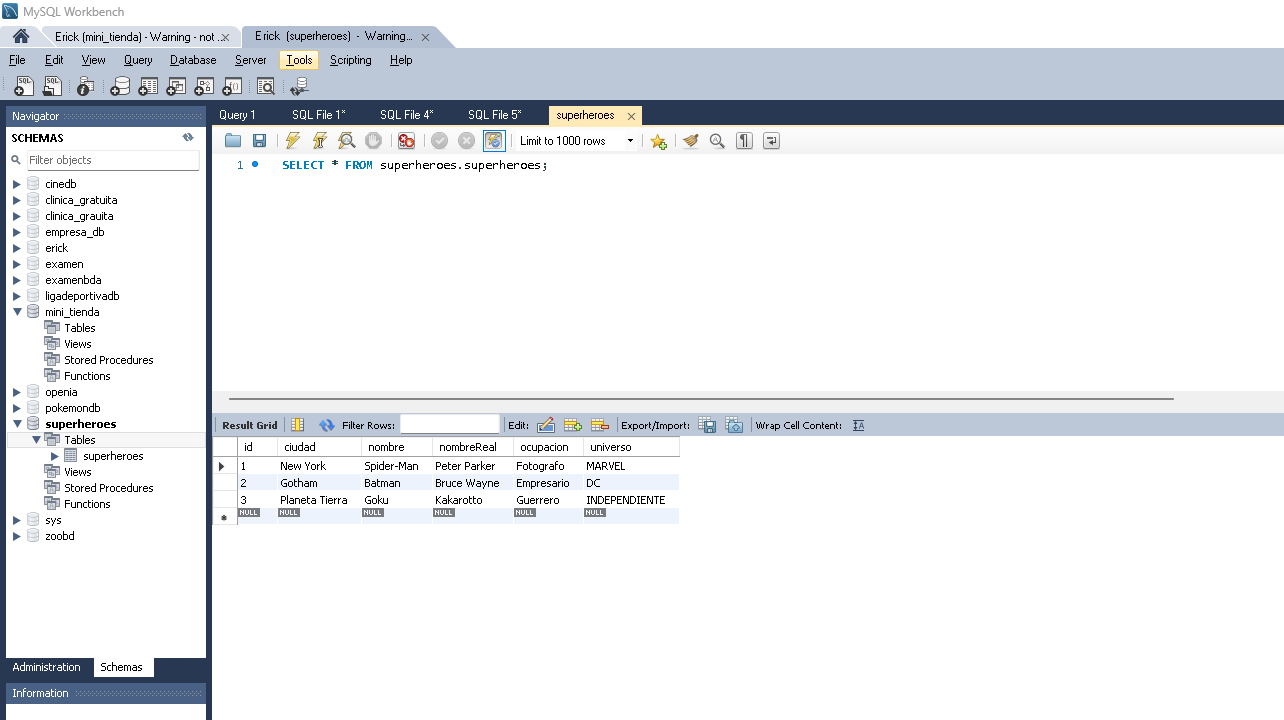 MySQL Workbench
Erick (mini_tienda) - Warning - not ...
Erick (superheroes) - Warning...
File Edit View Query Database Server Tools Scripting Help
Navigator
SCHEMAS
Filter objects
cinedb
clinica_gratuita
clinica_grauita
empresa_db
erick
examen
examenbda
ligadeportivadb
mini_tienda
Tables
Views
Stored Procedures
Functions
openia
pokemondb
superheroes
Tables
superheroes
Views
Stored Procedures
Functions
sys
zoobd
Administration Schemas
Information
Query 1 SQL File 1* SQL File 4* SQL File 5* superheroes
Limit to 1000 rows
1 SELECT * FROM superheroes.superheroes;
Result Grid Filter Rows: Edit: Export/Import: Wrap Cell Content: IA
id ciudad nombre nombreReal ocupacion universo
1 New York Spider-Man Peter Parker Fotografo MARVEL
2 Gotham Batman Bruce Wayne Empresario DC
3 Planeta Tierra Goku Kakarotto Guerrero INDEPENDIENTE
NULL NULL NULL NULL NULL NULL